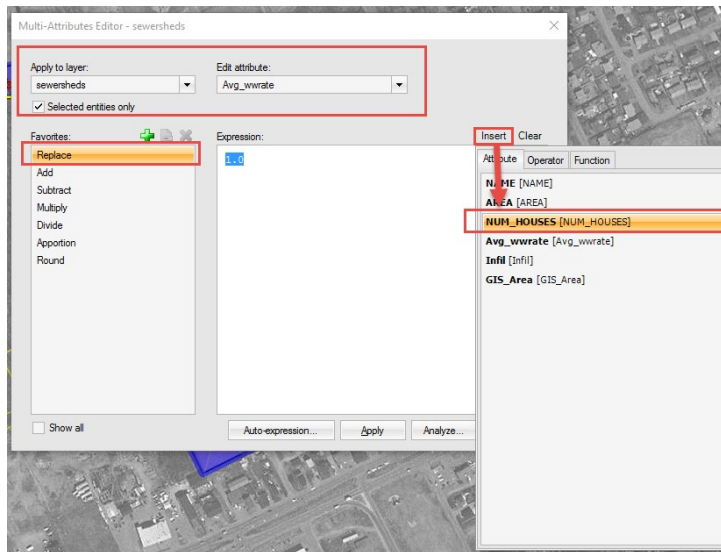 Multi-Attributes Editor - sewersheds
Apply to layer:
Edit attribute:
sewersheds
Avg_wwrate
Selected entities only
Favorites:
Expression:
Insert
Clear
Replace
Add
Subtract
Multiply
Divide
Apportion
Round
1.0
Attribute
Operator
Function
NAME [NAME]
AREA [AREA]
NUM_HOUSES [NUM_HOUSES]
Avg_wwrate [Avg_wwrate]
Infil [Infil]
GIS_Area [GIS_Area]
Show all
Auto-expression...
Apply
Analyze...